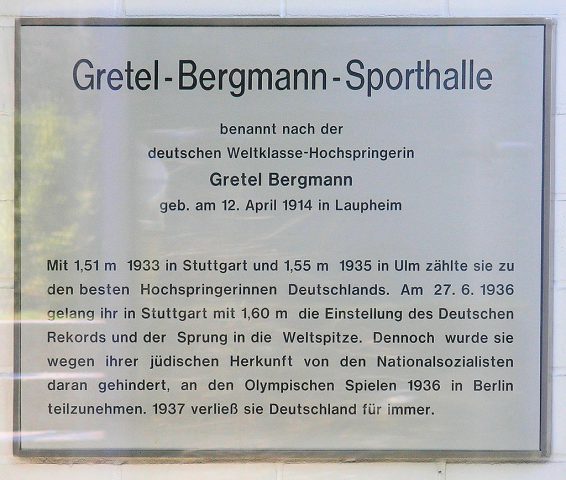 Gretel-Bergmann-Sporthalle
benannt nach der
deutschen Weltklasse-Hochspringerin
Gretel Bergmann
geb. am 12. April 1914 in Laupheim
Mit 1,51 m 1933 in Stuttgart und 1,55 m 1935 in Ulm zählte sie zu
den besten Hochspringerinnen Deutschlands. Am 27. 6. 1936
gelang ihr in Stuttgart mit 1,60 m die Einstellung des Deutschen
Rekords und der Sprung in die Weltspitze. Dennoch wurde sie
wegen ihrer jüdischen Herkunft von den Nationalsozialisten
daran gehindert, an den Olympischen Spielen 1936 in Berlin
teilzunehmen. 1937 verließ sie Deutschland für immer.